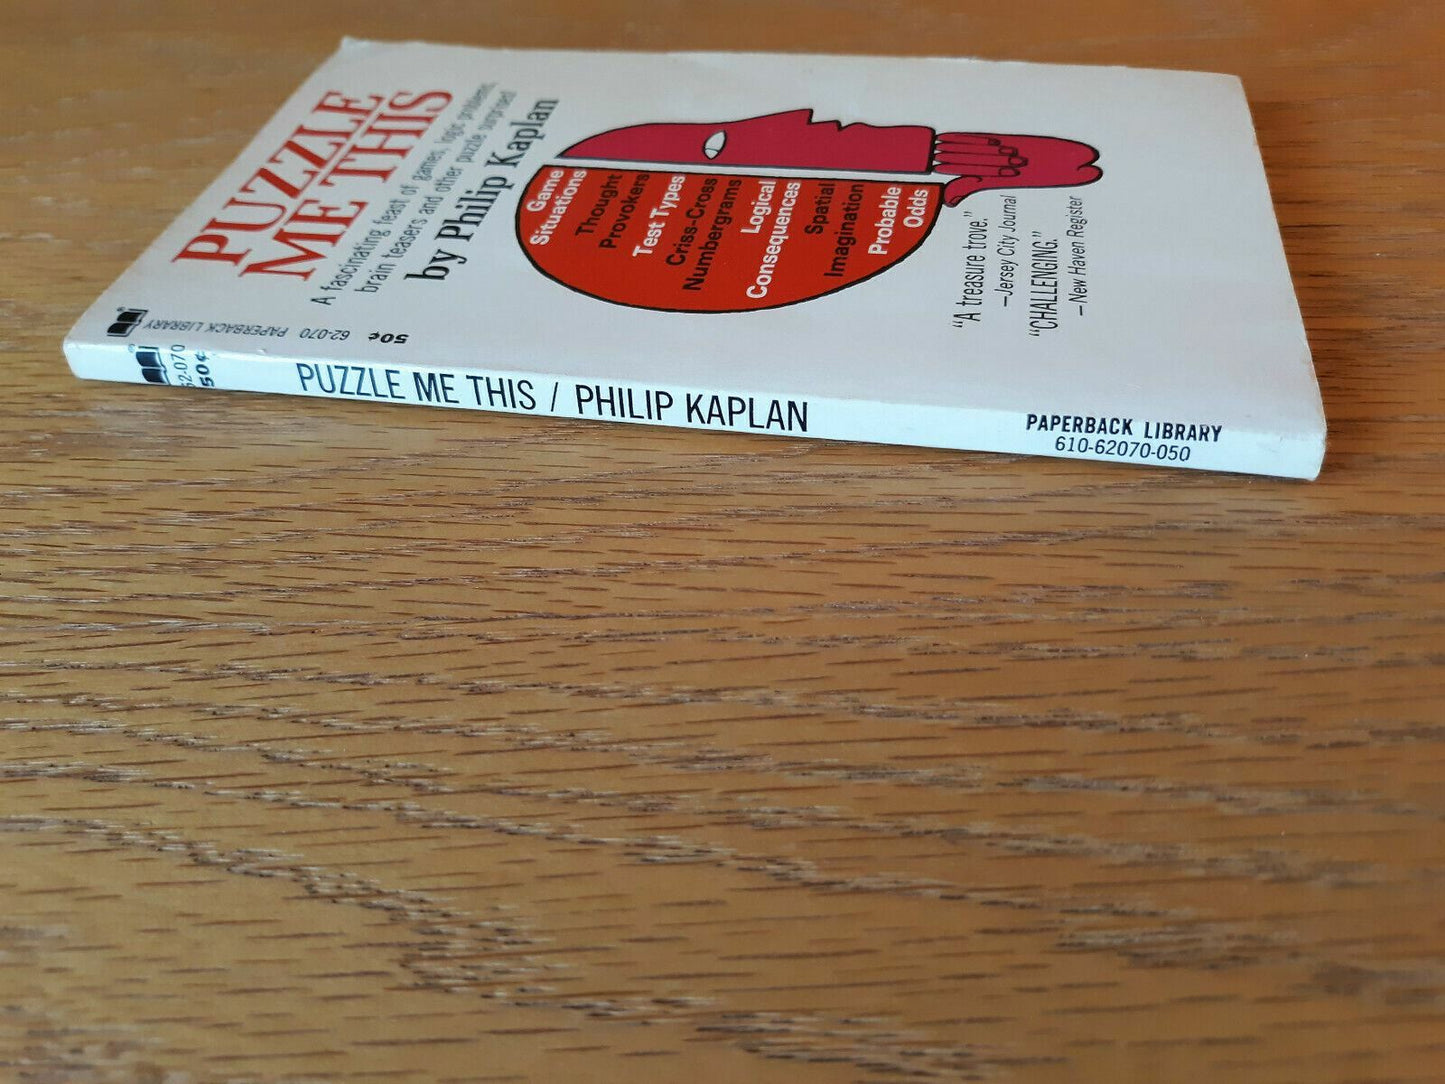 PUZZLE
ME THIS
A fascinating feast of games, logic problems
brain teasers and other puzzle surprises!
by Philip Kaplan
Game
Situations
Thought
Provokers
Test Types
Criss-Cross
Numbergrams
Logical
Consequences
Spatial
Imagination
Probable
Odds
"A treasure trove."
—Jersey City Journal
"CHALLENGING."
—New Haven Register
PAPERBACK LIBRARY 62-070 50¢
62-070
50¢
PUZZLE ME THIS / PHILIP KAPLAN
PAPERBACK LIBRARY
610-62070-050